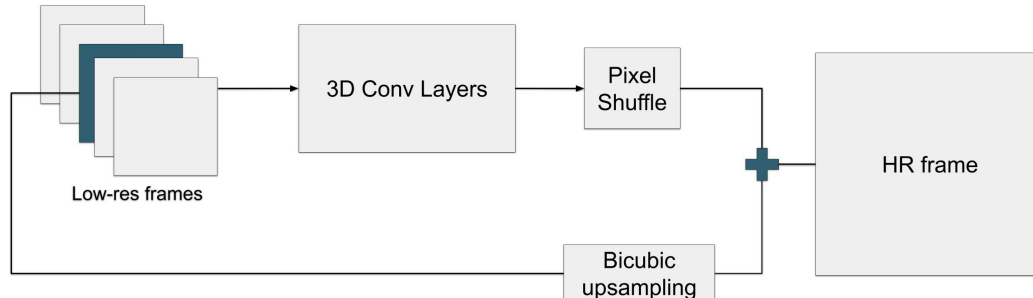 Low-res frames
3D Conv Layers
Pixel
Shuffle
HR frame
Bicubic
upsampling